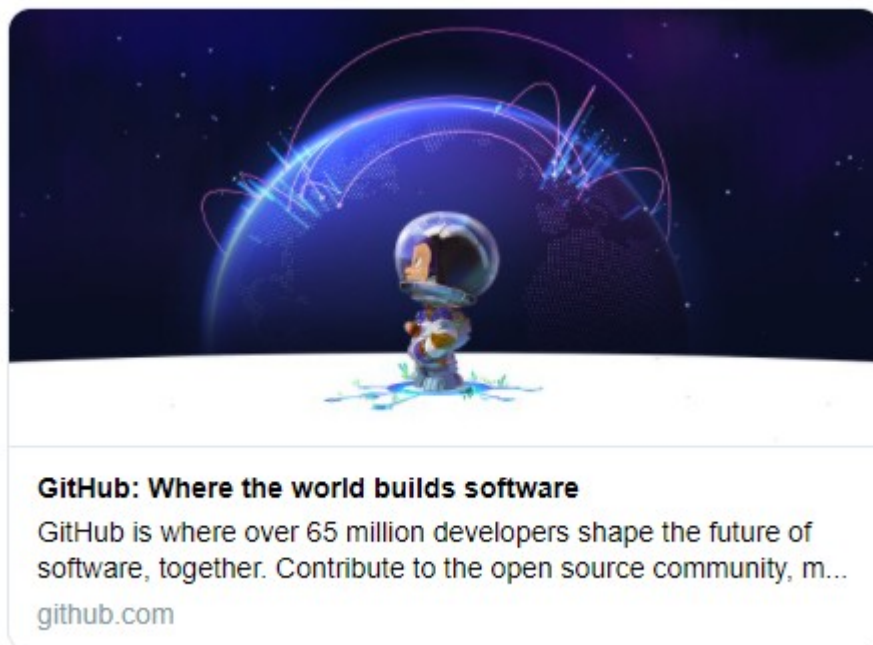 GitHub: Where the world builds software
GitHub is where over 65 million developers shape the future of
software, together. Contribute to the open source community, m...
github.com